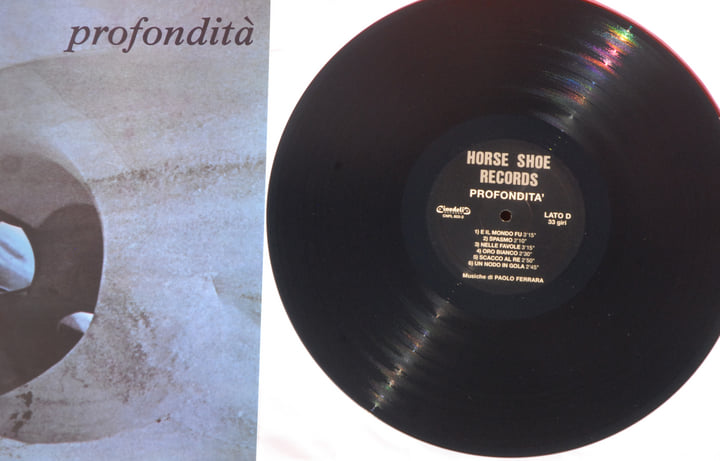 profondità
HORSE SHOE
RECORDS
PROFONDITA'
Cinedelic
LATO D
33 giri
1) E IL MONDO FU 3'15"
2) SPASMO 2'10"
3) NELLE FAVOLE 3'15"
4) ORO BIANCO 2'30"
5) SCACCO AL RE 2'50"
6) UN NODO IN GOLA 2'45"
Musiche di PAOLO FERRARA